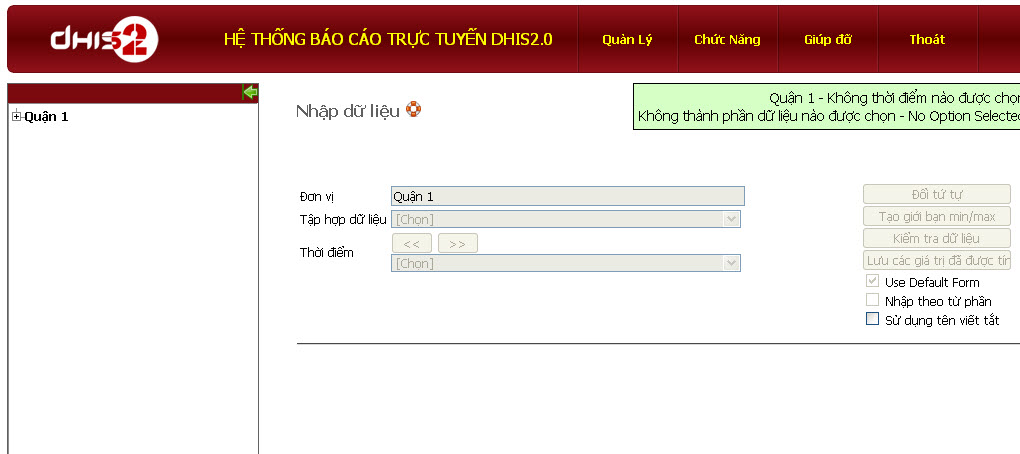 dhis2
HỆ THỐNG BÁO CÁO TRỰC TUYẾN DHIS2.0
Quản Lý
Chức Năng
Giúp đỡ
Thoát
Quận 1
Nhập dữ liệu
Quận 1 - Không thời điểm nào được chọn
Không thành phần dữ liệu nào được chọn - No Option Selected
Đơn vị
Quận 1
Tập hợp dữ liệu
[Chọn]
Thời điểm
<< >>
[Chọn]
Đổi tứ tự
Tạo giới bạn min/max
Kiểm tra dữ liệu
Lưu các giá trị đã được tín
Use Default Form
Nhập theo từ phần
Sử dụng tên viết tắt